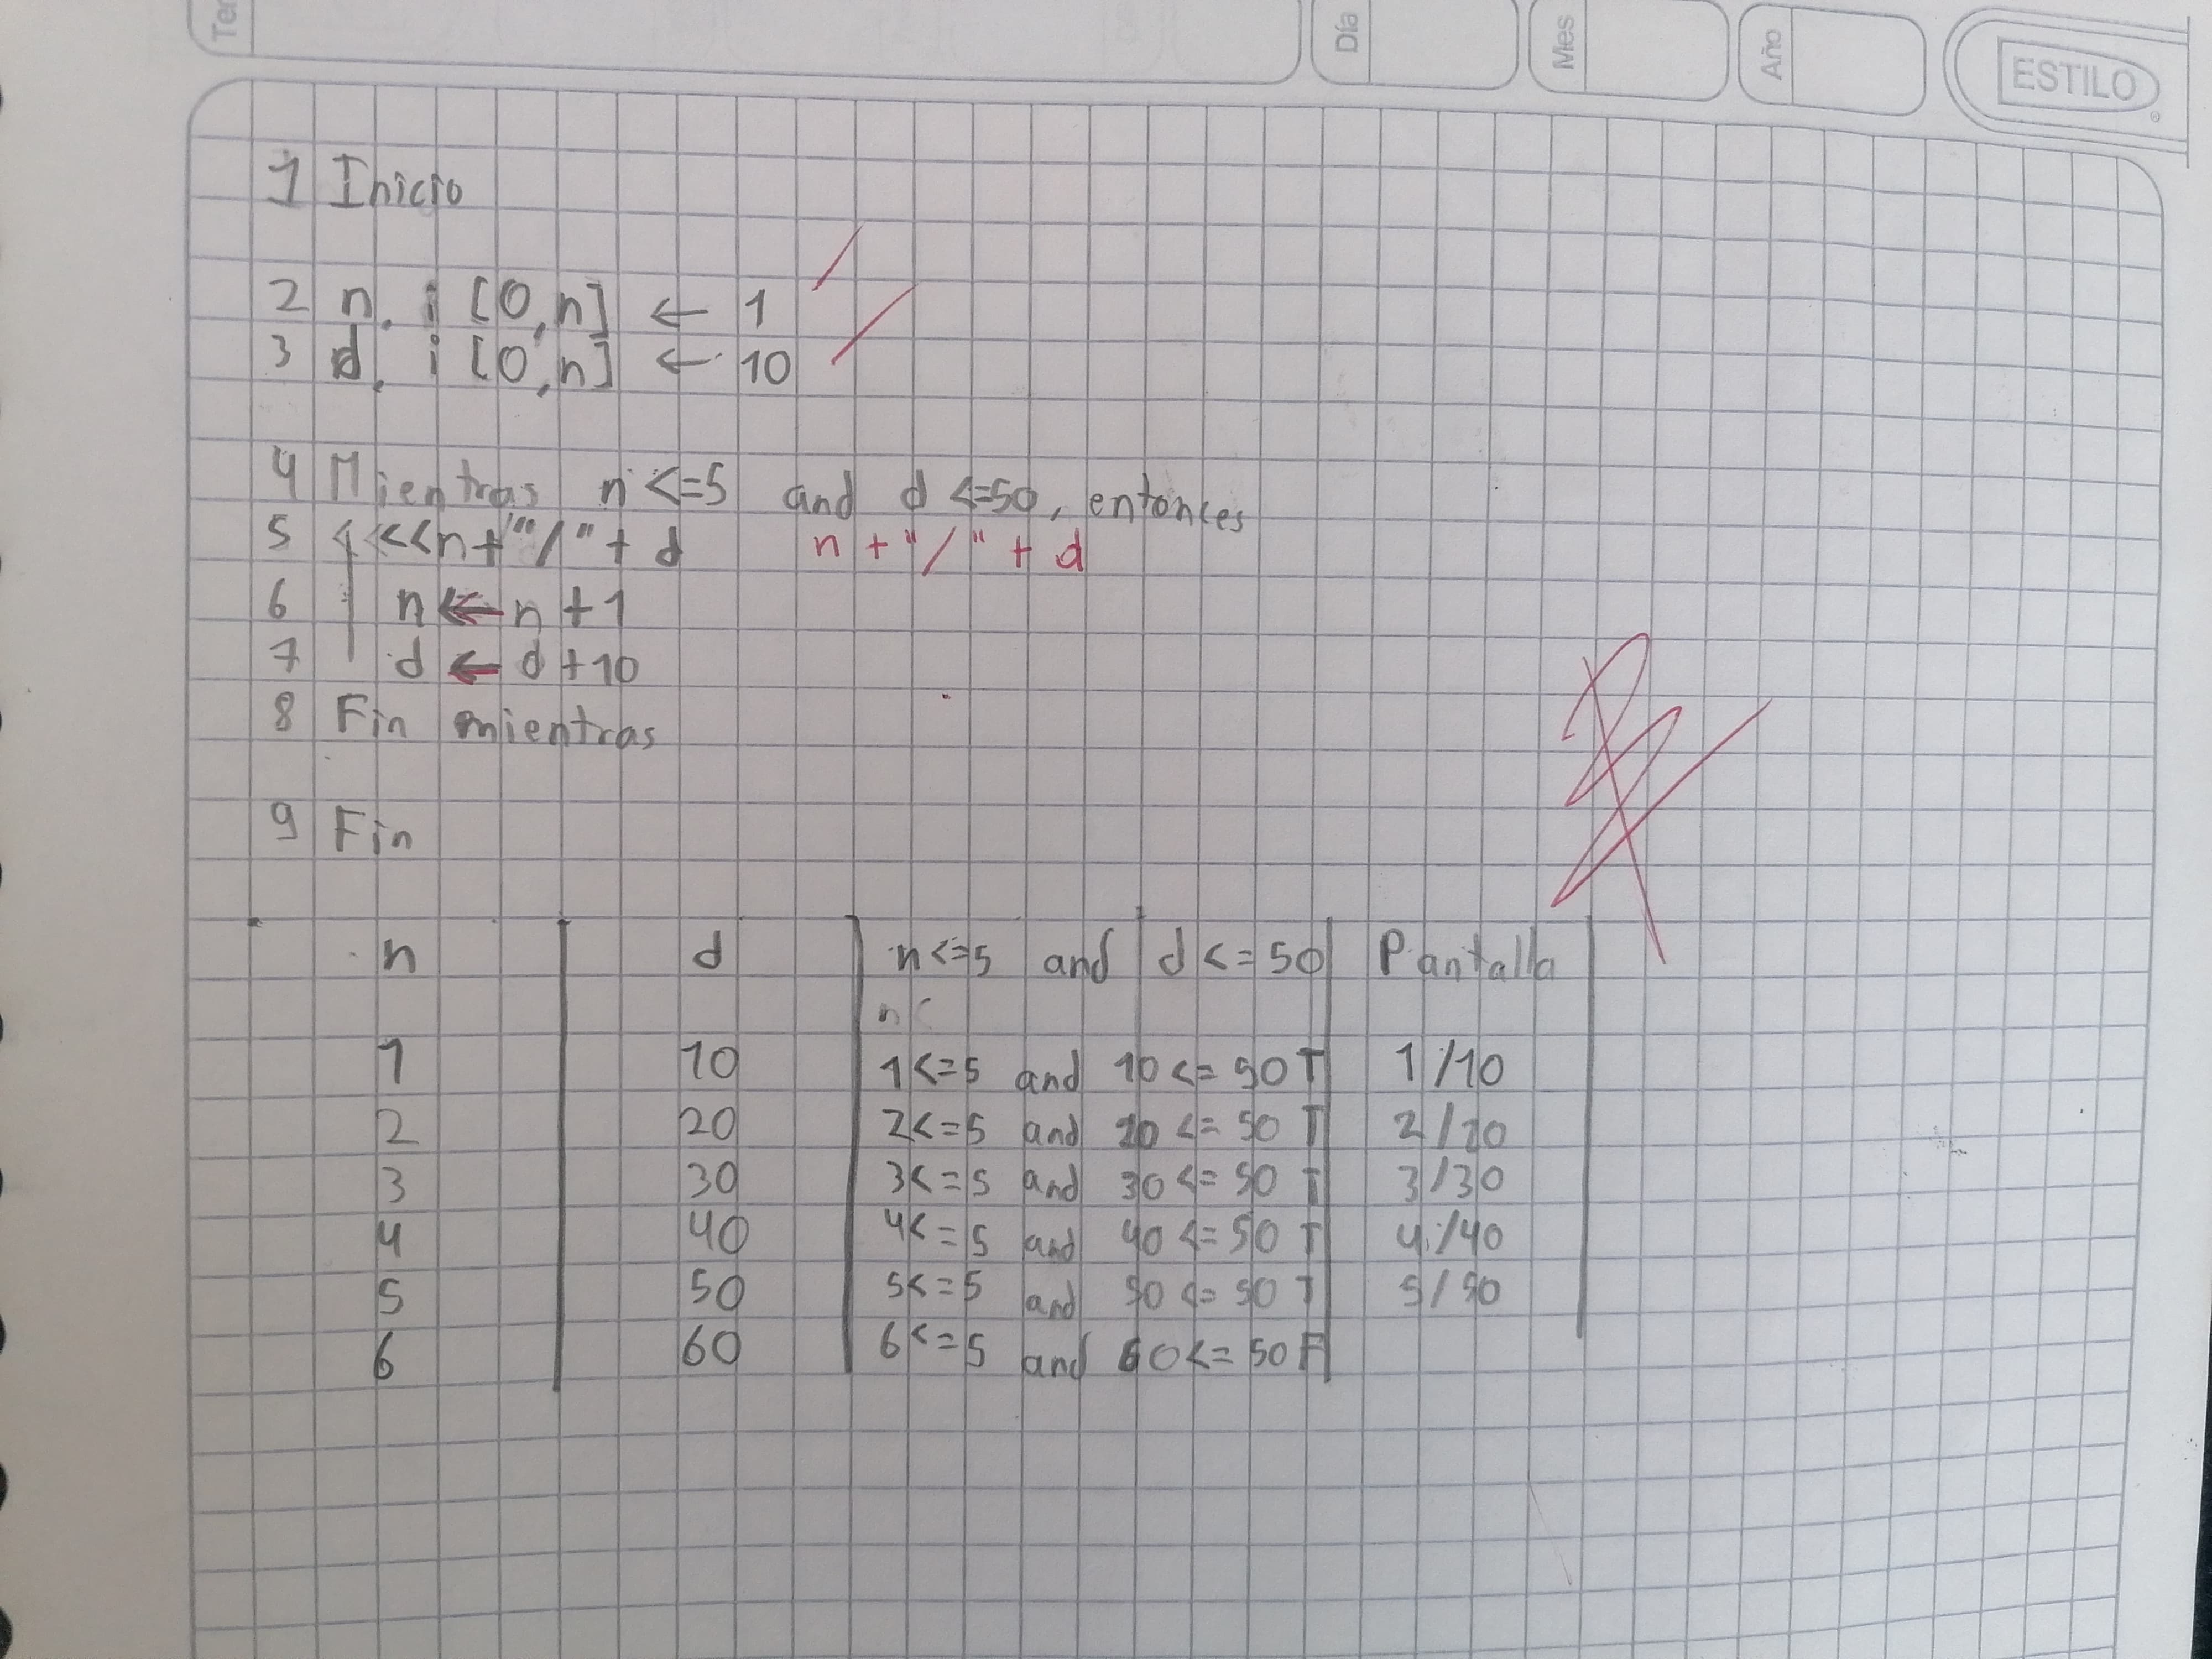 Ter
Día
Mes
Año
ESTILO
1 Inicio
2 n, i [0,n] ← 1
3 d, i [0,n] ← 10
4 Mientras n <=5 and d <=50, entonces
5 <<n+"/"+ d n + "/" + d
6 n ← n + 1
7 d ← d + 10
8 Fin mientras
9 Fin
n d n<=5 and d <= 50 Pantalla
n<
1 10 1<=5 and 10 <= 50 T 1/10
2 20 2<=5 and 20 <= 50 T 2/20
3 30 3<=5 and 30 <= 50 T 3/30
4 40 4<=5 and 40 <= 50 T 4/40
5 50 5<=5 and 50 <= 50 T 5/50
6 60 6<=5 and 60<= 50 F